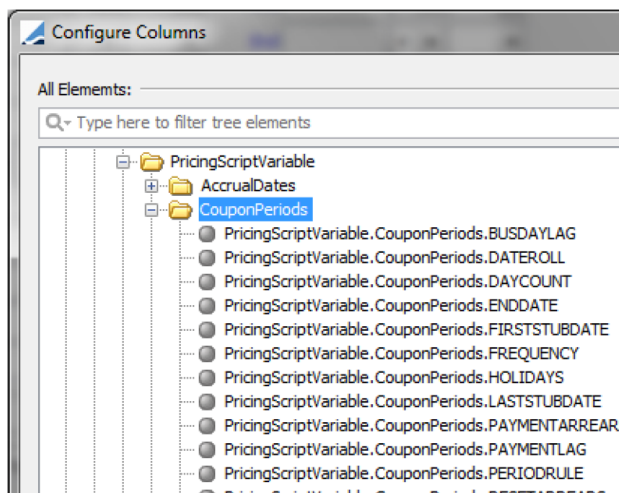 Configure Columns
All Elememts:
Type here to filter tree elements
PricingScriptVariable
AccrualDates
CouponPeriods
PricingScriptVariable.CouponPeriods.BUSDAYLAG
PricingScriptVariable.CouponPeriods.DATEROLL
PricingScriptVariable.CouponPeriods.DAYCOUNT
PricingScriptVariable.CouponPeriods.ENDDATE
PricingScriptVariable.CouponPeriods.FIRSTSTUBDATE
PricingScriptVariable.CouponPeriods.FREQUENCY
PricingScriptVariable.CouponPeriods.HOLIDAYS
PricingScriptVariable.CouponPeriods.LASTSTUBDATE
PricingScriptVariable.CouponPeriods.PAYMENTARREAR
PricingScriptVariable.CouponPeriods.PAYMENTLAG
PricingScriptVariable.CouponPeriods.PERIODRULE